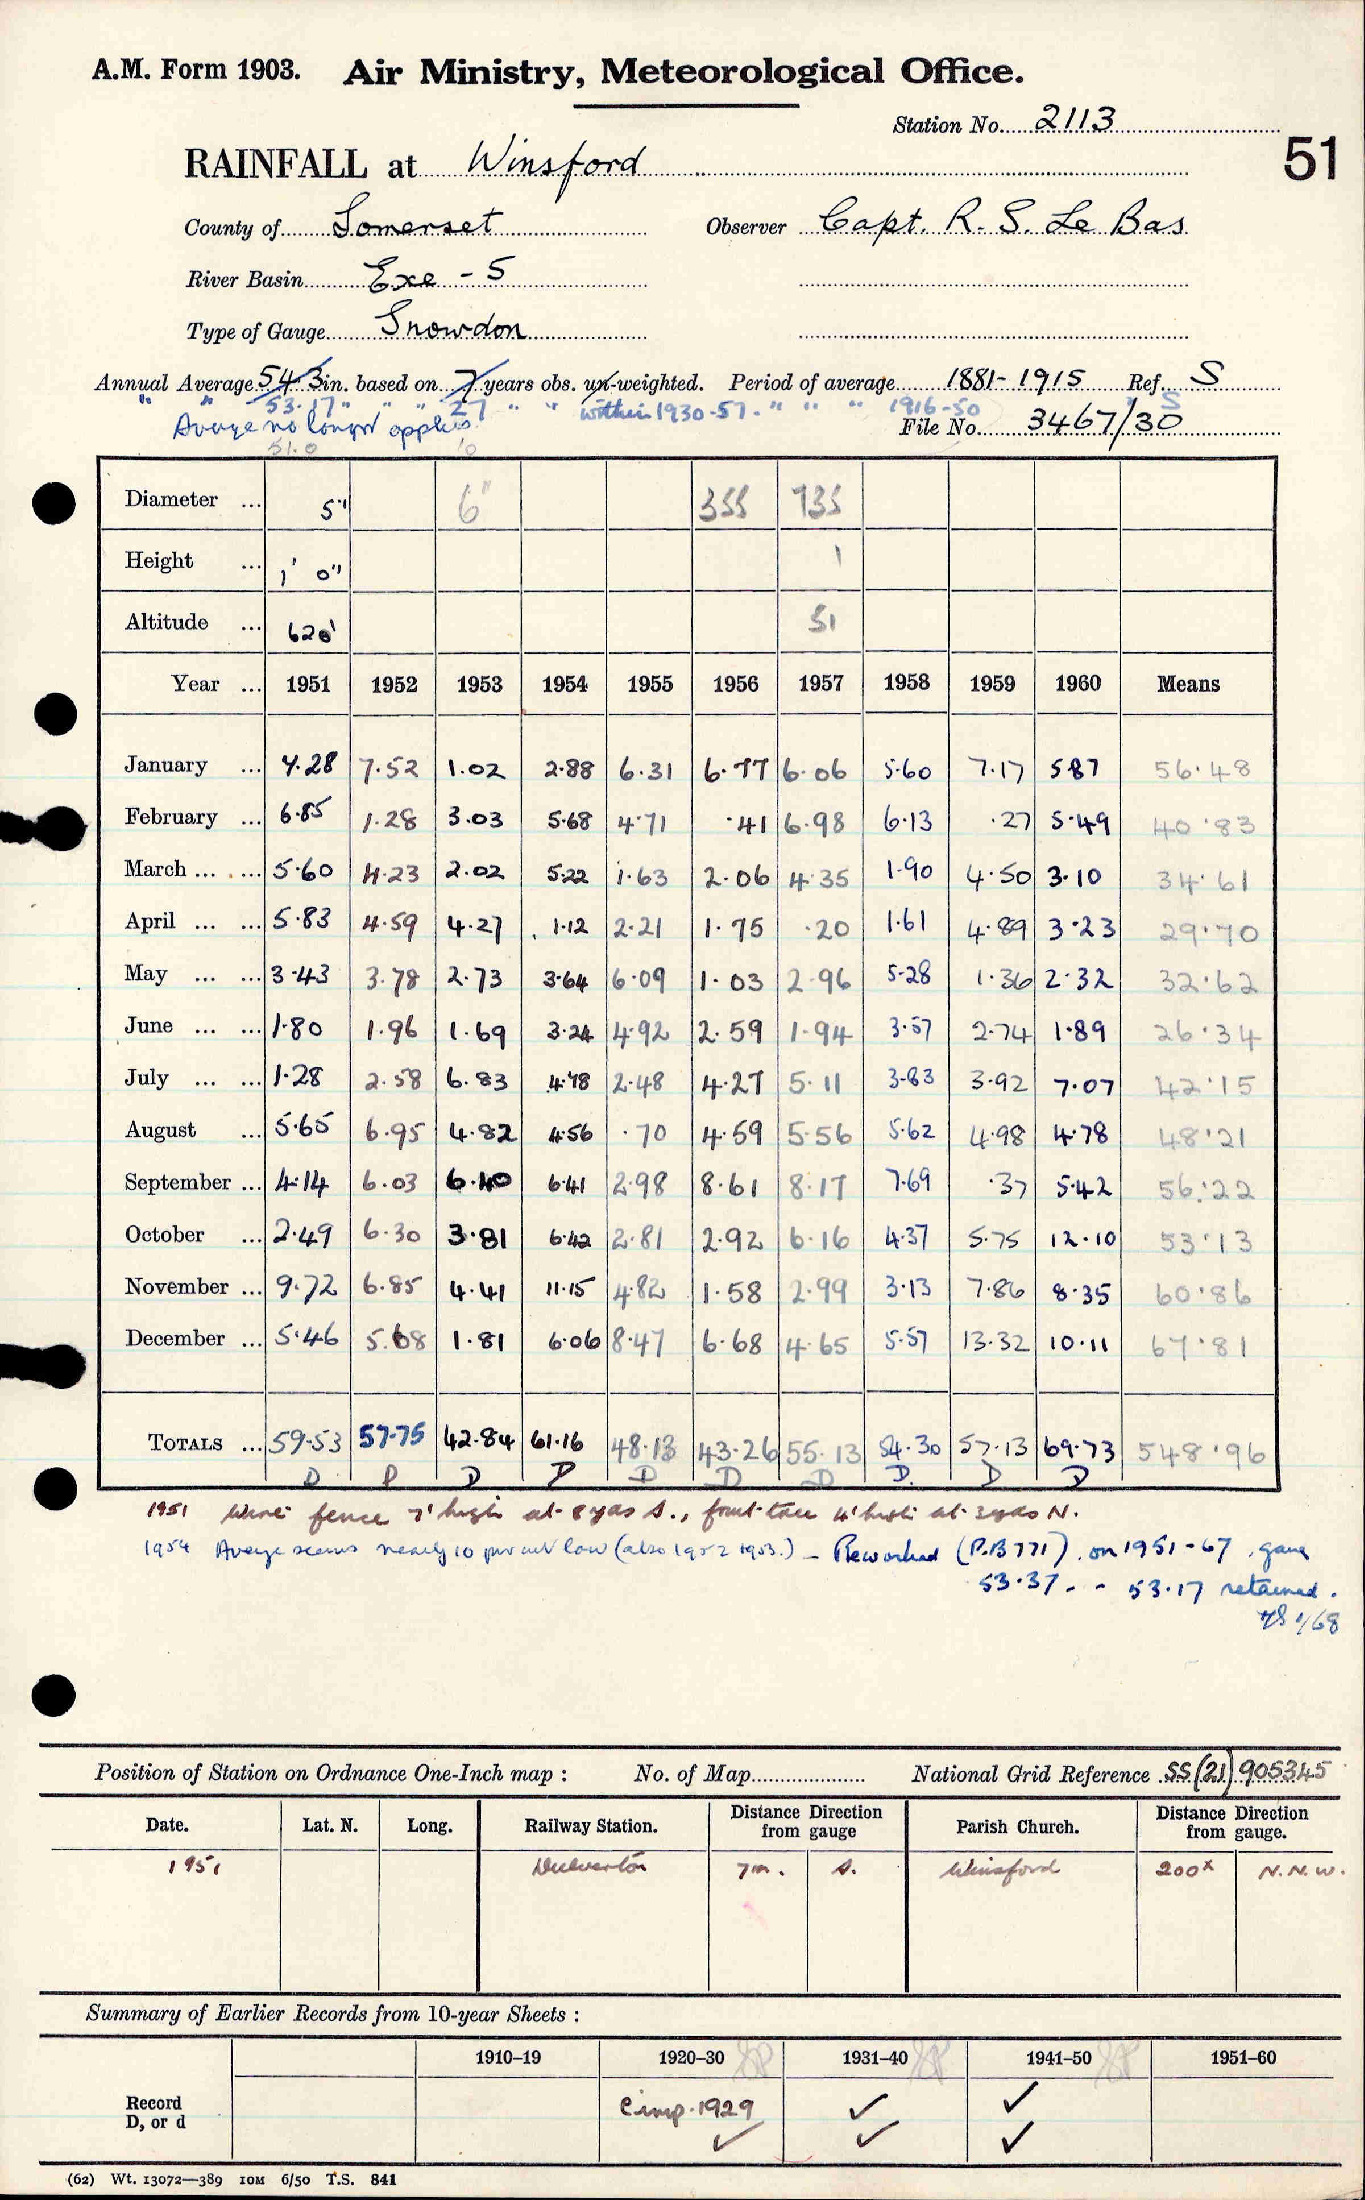 A.M. Form 1903. Air Ministry, Meteorological Office.
Station No. 2113
51
RAINFALL at Winsford
County of Somerset Observer Capt. R. S. Le Bas
River Basin Exe - 5
Type of Gauge Snowdon
Annual Average 54.3 in. based on 7 years obs. un-weighted. Period of average 1881-1915 Ref. S
" " 53.17 " " " 27 " " within 1930-57. " " " 1916-50 S
Average no longer applies File No. 3467/30
51.0 10
Diameter ... 5" 6" 355 735
Height ... 1' 0" 1
Altitude ... 620' 51
Year ... 1951 1952 1953 1954 1955 1956 1957 1958 1959 1960 Means
January ... 7.28 7.52 1.02 2.88 6.31 6.77 6.06 5.60 7.17 5.87 56.48
February ... 6.85 1.28 3.03 5.68 4.71 .41 6.98 6.13 .27 5.49 40.83
March ... ... 5.60 4.23 2.02 5.22 1.63 2.06 4.35 1.90 4.50 3.10 34.61
April ... ... 5.83 4.59 4.27 1.12 2.21 1.75 .20 1.61 4.89 3.23 29.70
May ... ... 3.43 3.78 2.73 3.64 6.09 1.03 2.96 5.28 1.36 2.32 32.62
June ... ... 1.80 1.96 1.69 3.24 4.92 2.59 1.94 3.57 2.74 1.89 26.34
July ... ... 1.28 2.58 6.83 4.78 2.48 4.27 5.11 3.83 3.92 7.07 42.15
August ... 5.65 6.95 4.82 4.56 .70 4.59 5.56 5.62 4.98 4.78 48.21
September ... 4.14 6.03 6.40 6.41 2.98 8.61 8.17 7.69 .37 5.42 56.22
October ... 2.49 6.30 3.81 6.42 2.81 2.92 6.16 4.37 5.75 12.10 53.13
November ... 9.72 6.85 4.41 11.15 4.82 1.58 2.99 3.13 7.86 8.35 60.86
December ... 5.46 5.68 1.81 6.06 8.47 6.68 4.65 5.57 13.32 10.11 67.81
TOTALS ... 59.53 57.75 42.84 61.16 48.13 43.26 55.13 54.30 57.13 69.73 548.96
D D D D D D D D D D
1951 Wire fence 7' high at 8 yds S., fruit tree 4' high at 3 yds N.
1954 Average seems nearly 10 per cent low (also 1952 1953.) - Reworked (P.B 771) on 1951-67 gave
53.37 - - 53.17 retained.
1/68
Position of Station on Ordnance One-Inch map : No. of Map National Grid Reference SS(21) 905345
Date. Lat. N. Long. Railway Station. Distance Direction from gauge Parish Church. Distance Direction from gauge.
1951 Dulverton 7m. S. Winsford 200x N.N.W.
Summary of Earlier Records from 10-year Sheets :
1910–19 1920–30 1931–40 1941–50 1951–60
Record D, or d Comp. 1929 ✓ ✓
✓ ✓ ✓
(62) Wt. 13072—389 10M 6/50 T.S. 841